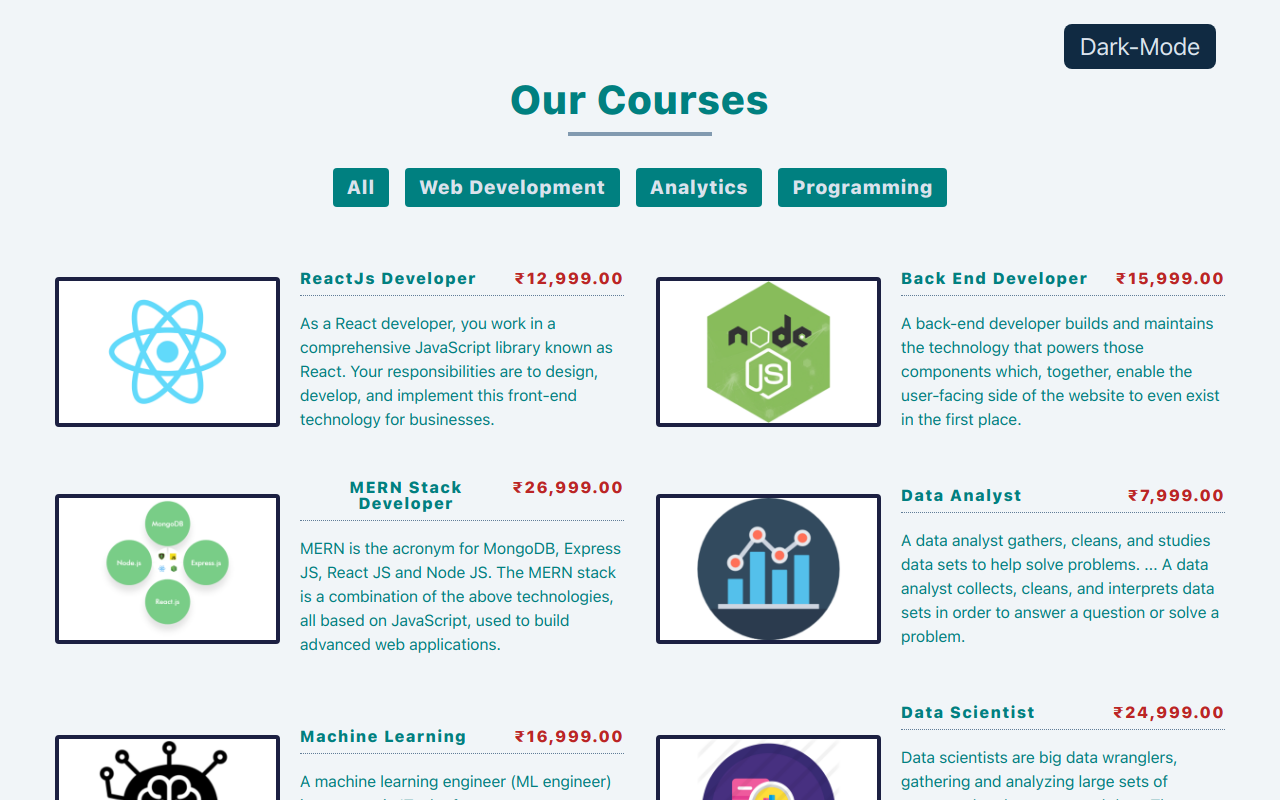 Dark-Mode
Our Courses
All
Web Development
Analytics
Programming
ReactJs Developer
₹12,999.00
As a React developer, you work in a
comprehensive JavaScript library known as
React. Your responsibilities are to design,
develop, and implement this front-end
technology for businesses.
node
JS
Back End Developer
₹15,999.00
A back-end developer builds and maintains
the technology that powers those
components which, together, enable the
user-facing side of the website to even exist
in the first place.
MongoDB
Node.js
Express.js
React js
MERN Stack
Developer
₹26,999.00
MERN is the acronym for MongoDB, Express
JS, React JS and Node JS. The MERN stack
is a combination of the above technologies,
all based on JavaScript, used to build
advanced web applications.
Data Analyst
₹7,999.00
A data analyst gathers, cleans, and studies
data sets to help solve problems. ... A data
analyst collects, cleans, and interprets data
sets in order to answer a question or solve a
problem.
Machine Learning
₹16,999.00
A machine learning engineer (ML engineer)
Data Scientist
₹24,999.00
Data scientists are big data wranglers,
gathering and analyzing large sets of